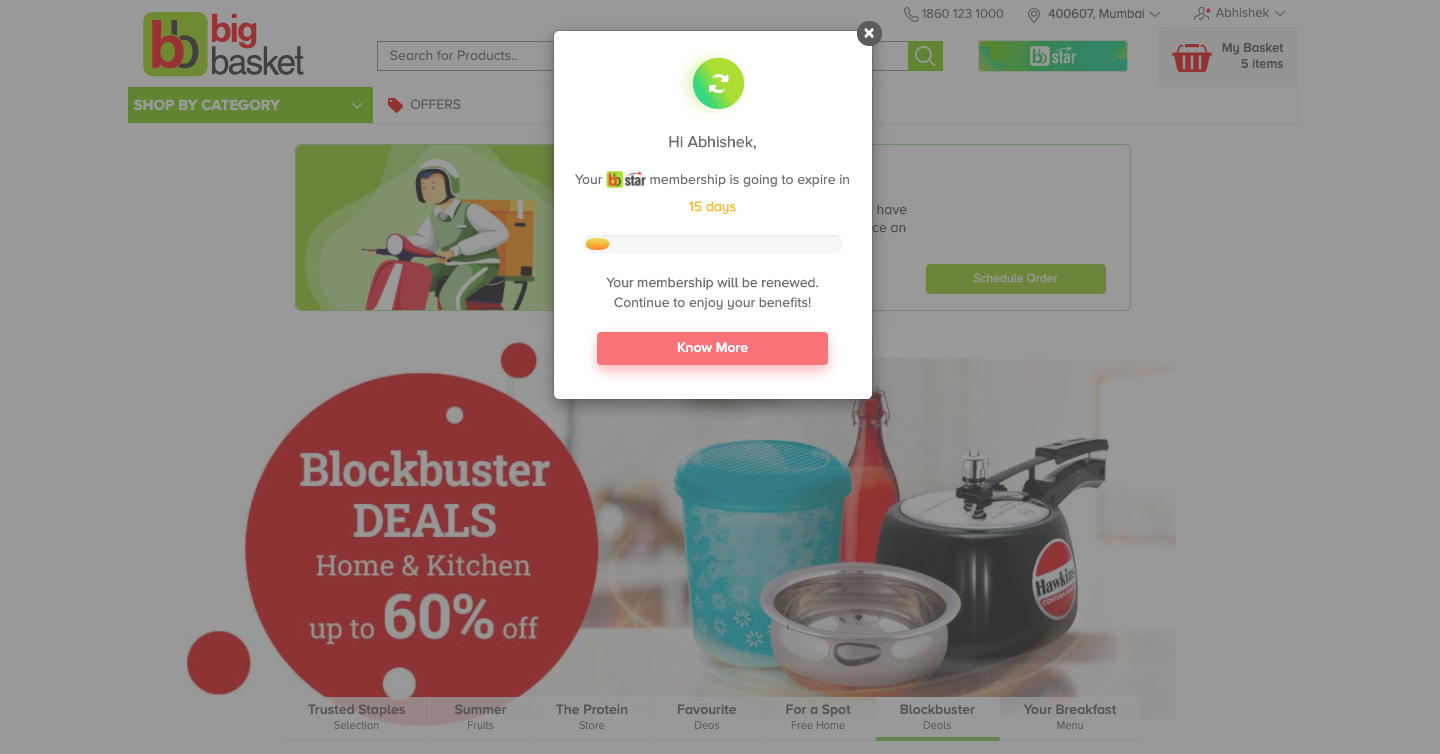 big
basket
1860 123 1000
400607, Mumbai
Abhishek
Search for Products..
bb star
My Basket
5 items
SHOP BY CATEGORY
OFFERS
Hi Abhishek,
Your bb star membership is going to expire in
15 days
Your membership will be renewed.
Continue to enjoy your benefits!
Know More
have
an
Schedule Order
Blockbuster
DEALS
Home & Kitchen
up to 60% off
Hawkins
Trusted Staples
Selection
Summer
Fruits
The Protein
Store
Favourite
Deos
For a Spot
Free Home
Blockbuster
Deals
Your Breakfast
Menu